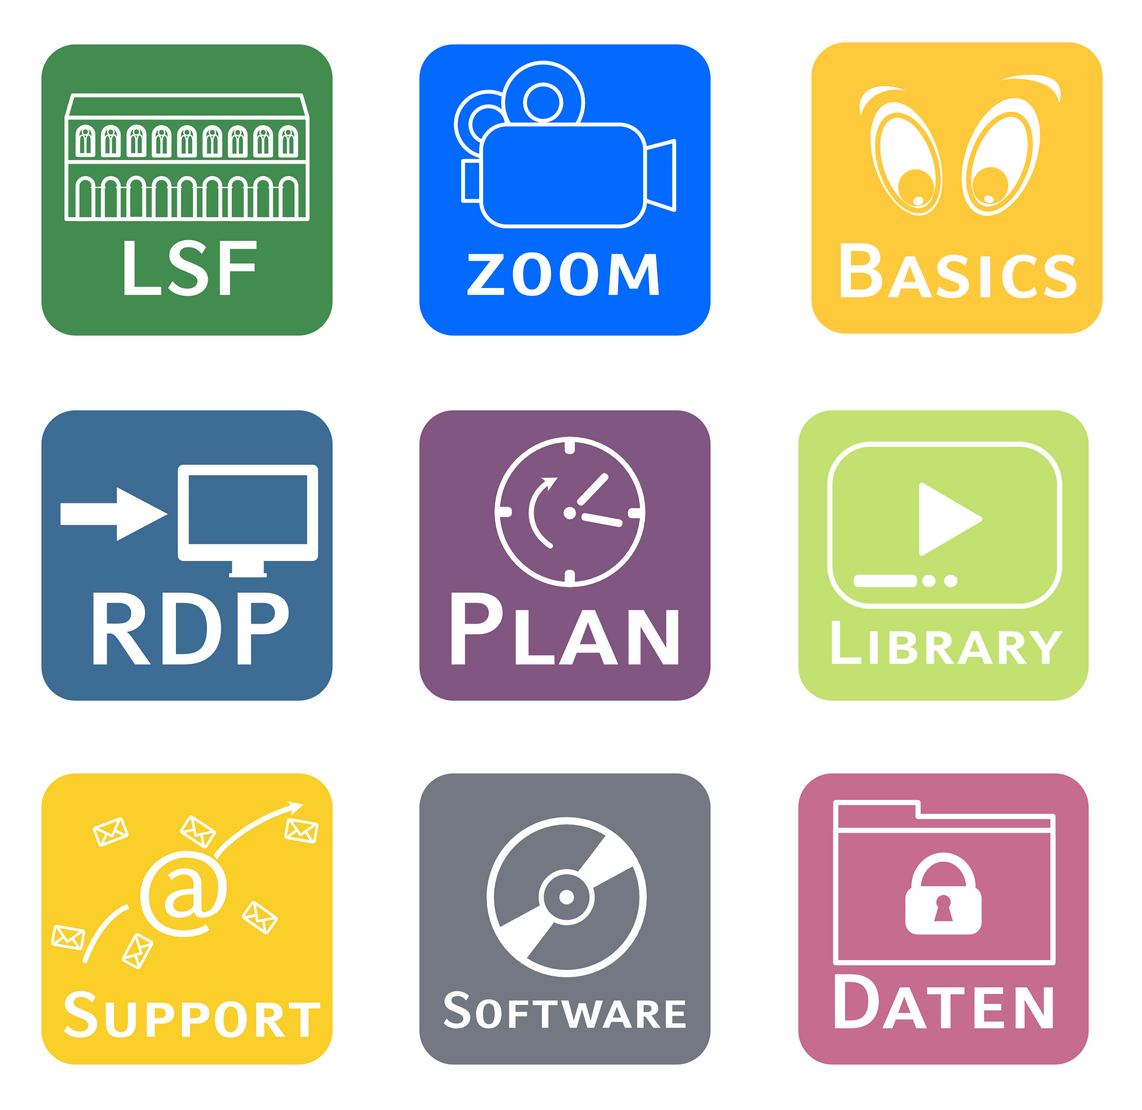 LSF
ZOOM
BASICS
RDP
PLAN
LIBRARY
@
SUPPORT
SOFTWARE
DATEN